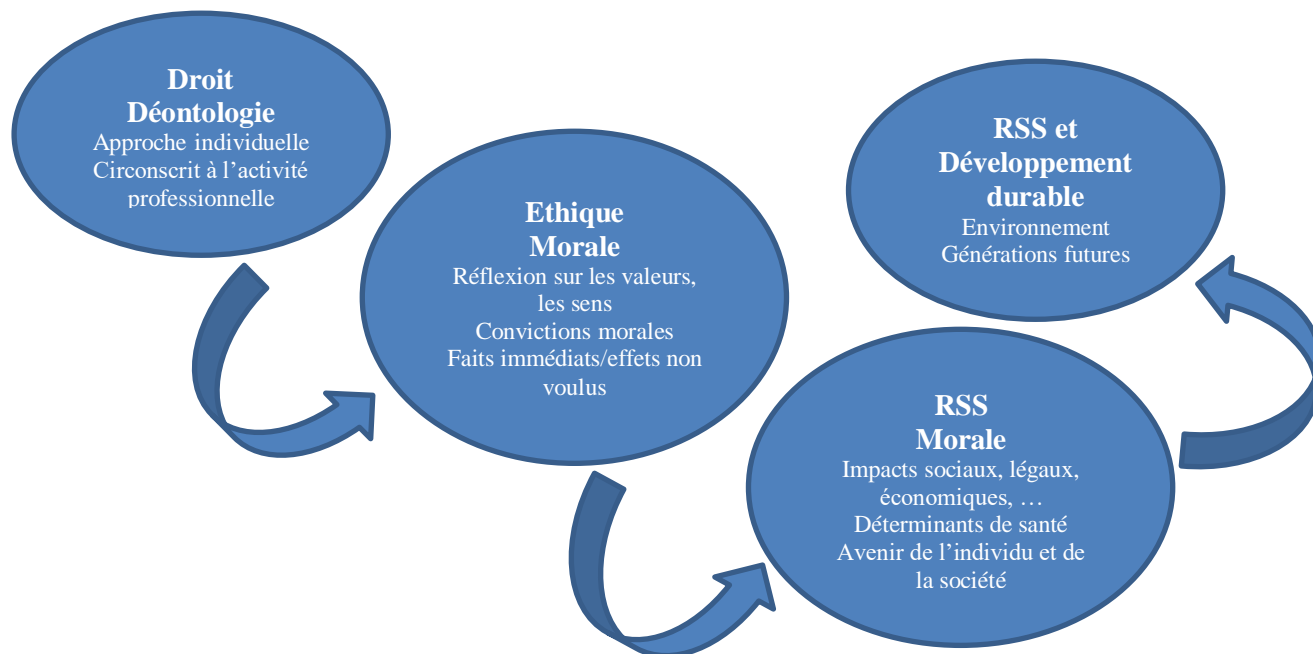 Droit
Déontologie
Approche individuelle
Circonscrit à l’activité
professionnelle
Ethique
Morale
Réflexion sur les valeurs,
les sens
Convictions morales
Faits immédiats/effets non
voulus
RSS
Morale
Impacts sociaux, légaux,
économiques, …
Déterminants de santé
Avenir de l’individu et de
la société
RSS et
Développement
durable
Environnement
Générations futures